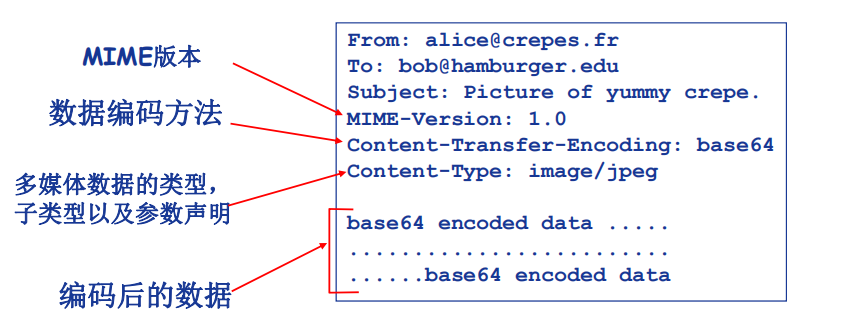 MIME版本
数据编码方法
多媒体数据的类型，
子类型以及参数声明
编码后的数据
From: alice@crepes.fr
To: bob@hamburger.edu
Subject: Picture of yummy crepe.
MIME-Version: 1.0
Content-Transfer-Encoding: base64
Content-Type: image/jpeg
base64 encoded data .....
.........................
......base64 encoded data